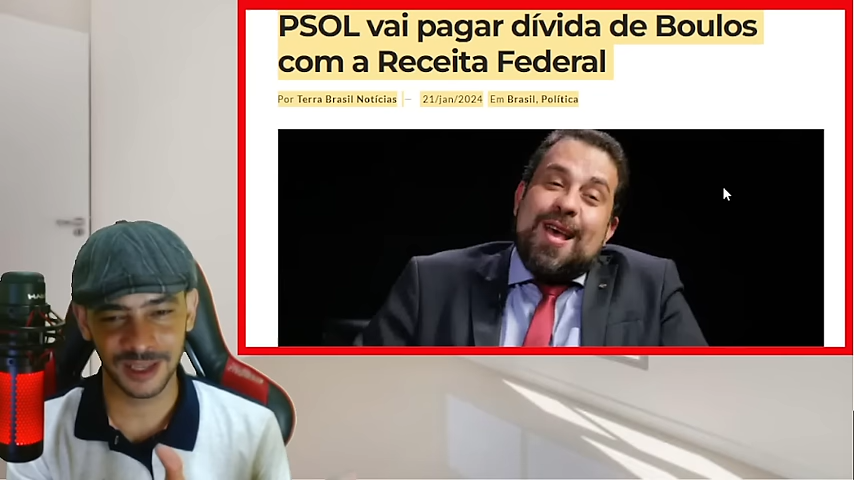 PSOL vai pagar dívida de Boulos
com a Receita Federal
Por Terra Brasil Notícias — 21/jan/2024 Em Brasil, Política